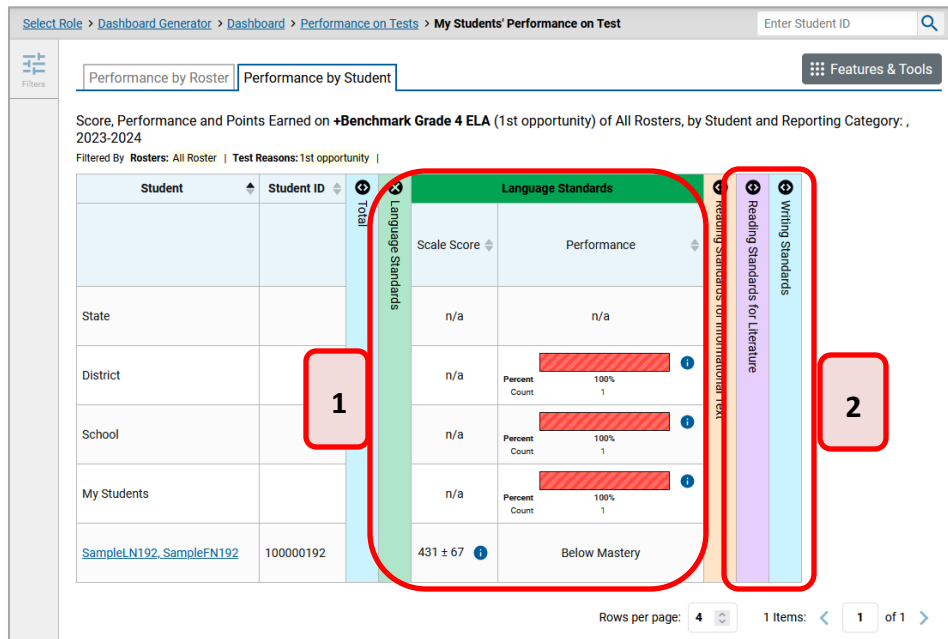 Select Role > Dashboard Generator > Dashboard > Performance on Tests > My Students' Performance on Test
Enter Student ID
Filters
Performance by Roster
Performance by Student
Features & Tools
Score, Performance and Points Earned on +Benchmark Grade 4 ELA (1st opportunity) of All Rosters, by Student and Reporting Category: ,
2023-2024
Filtered By Rosters: All Roster | Test Reasons: 1st opportunity |
Student
Student ID
Total
Language Standards
Language Standards
Scale Score
Performance
Reading Standards for Informational Text
Reading Standards for Literature
Writing Standards
State
n/a
n/a
District
n/a
Percent 100%
Count 1
School
n/a
Percent 100%
Count 1
My Students
n/a
Percent 100%
Count 1
SampleLN192, SampleFN192
100000192
431 ± 67
Below Mastery
1
2
Rows per page: 4
1 Items:
1
of 1